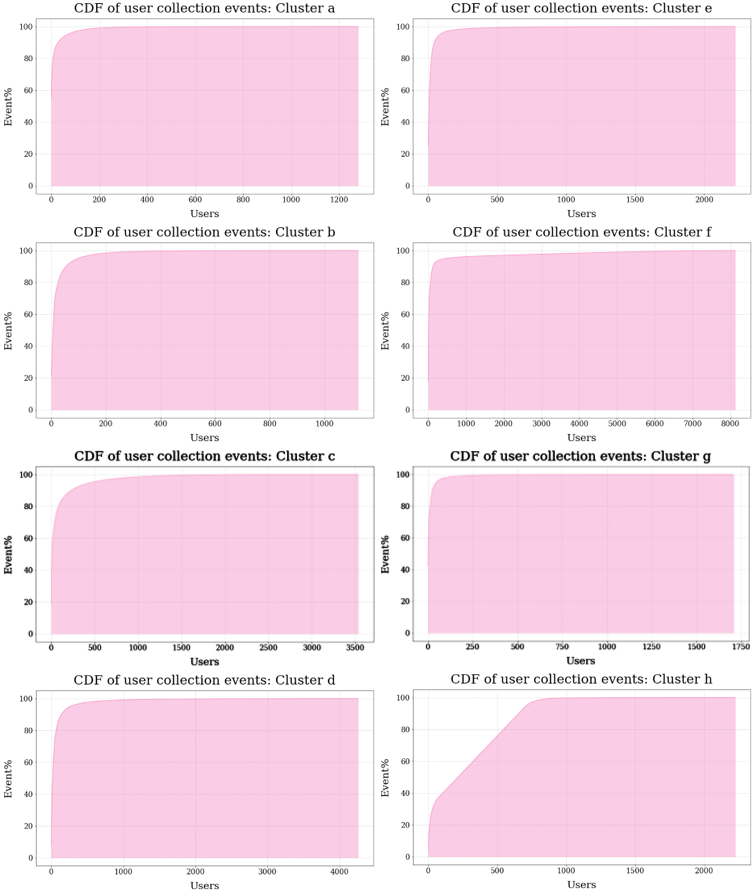 CDF of user collection events: Cluster a
Event%
100
80
60
40
20
0
0 200 400 600 800 1000 1200
Users
CDF of user collection events: Cluster e
Event%
100
80
60
40
20
0
0 500 1000 1500 2000
Users
CDF of user collection events: Cluster b
Event%
100
80
60
40
20
0
0 200 400 600 800 1000
Users
CDF of user collection events: Cluster f
Event%
100
80
60
40
20
0
0 1000 2000 3000 4000 5000 6000 7000 8000
Users
CDF of user collection events: Cluster c
Event%
100
80
60
40
20
0
0 500 1000 1500 2000 2500 3000 3500
Users
CDF of user collection events: Cluster g
Event%
100
80
60
40
20
0
0 250 500 750 1000 1250 1500 1750
Users
CDF of user collection events: Cluster d
Event%
100
80
60
40
20
0
0 1000 2000 3000 4000
Users
CDF of user collection events: Cluster h
Event%
100
80
60
40
20
0
0 500 1000 1500 2000
Users